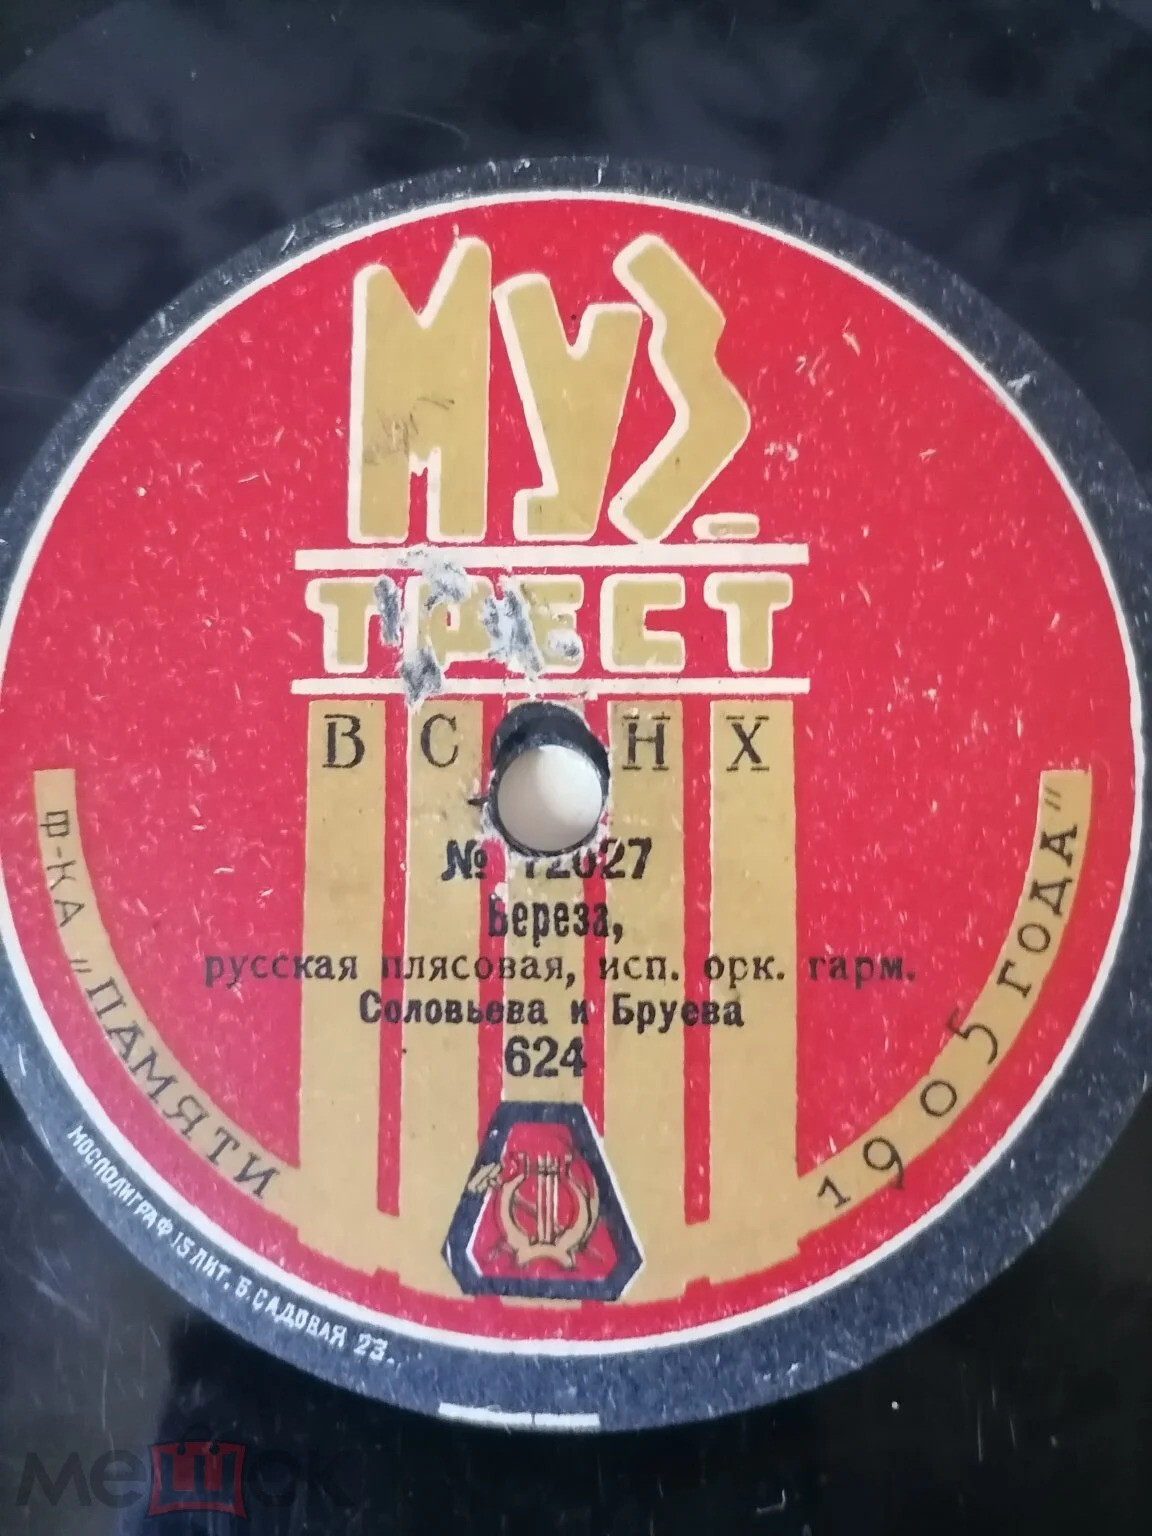 МУЗ-
ТРЕСТ
В С Н Х
№ 12027
Береза,
русская плясовая, исп. орк. гарм.
Соловьева и Бруева
624
Ф-КА „ПАМЯТИ 1905 ГОДА"
МОСПОЛИГРАФ 15 ЛИТ. Б. САДОВАЯ 23.
мешок